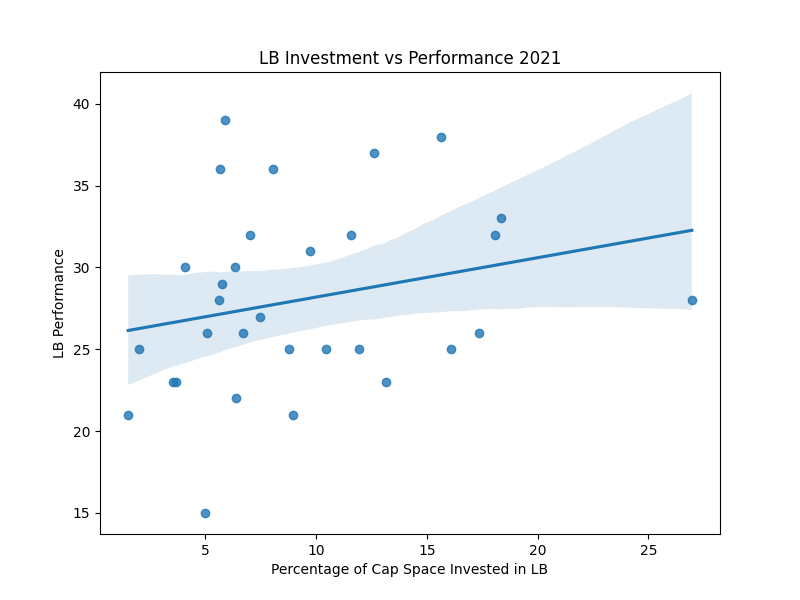 LB Investment vs Performance 2021
40
35
30
25
20
15
LB Performance
5 10 15 20 25
Percentage of Cap Space Invested in LB